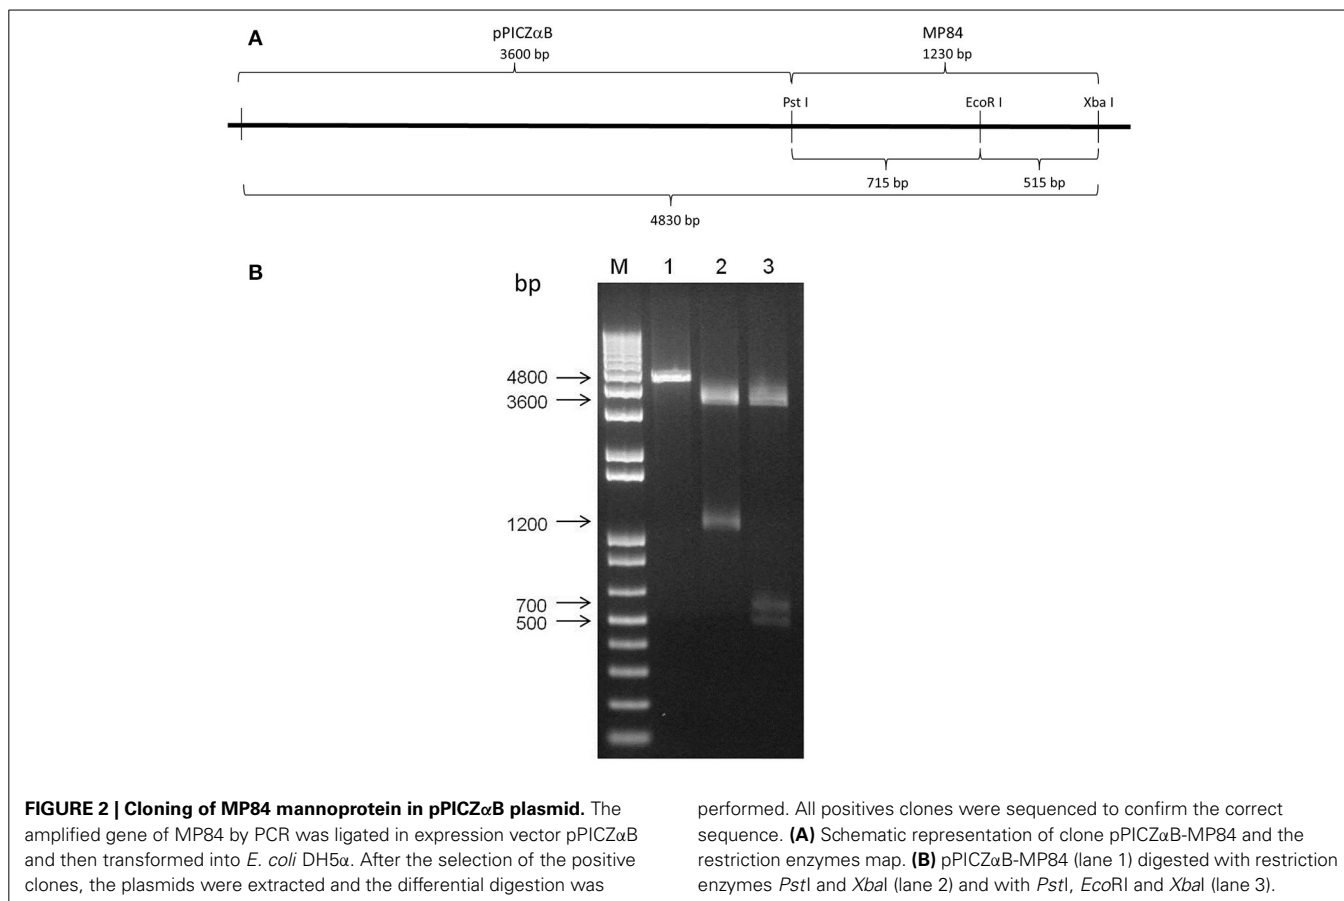 A
pPICZαB
3600 bp
MP84
1230 bp
Pst I
EcoR I
Xba I
715 bp
515 bp
4830 bp
B
bp
M 1 2 3
4800
3600
1200
700
500
FIGURE 2 | Cloning of MP84 mannoprotein in pPICZαB plasmid. The
amplified gene of MP84 by PCR was ligated in expression vector pPICZαB
and then transformed into E. coli DH5α. After the selection of the positive
clones, the plasmids were extracted and the differential digestion was
performed. All positives clones were sequenced to confirm the correct
sequence. (A) Schematic representation of clone pPICZαB-MP84 and the
restriction enzymes map. (B) pPICZαB-MP84 (lane 1) digested with restriction
enzymes PstI and XbaI (lane 2) and with PstI, EcoRI and XbaI (lane 3).